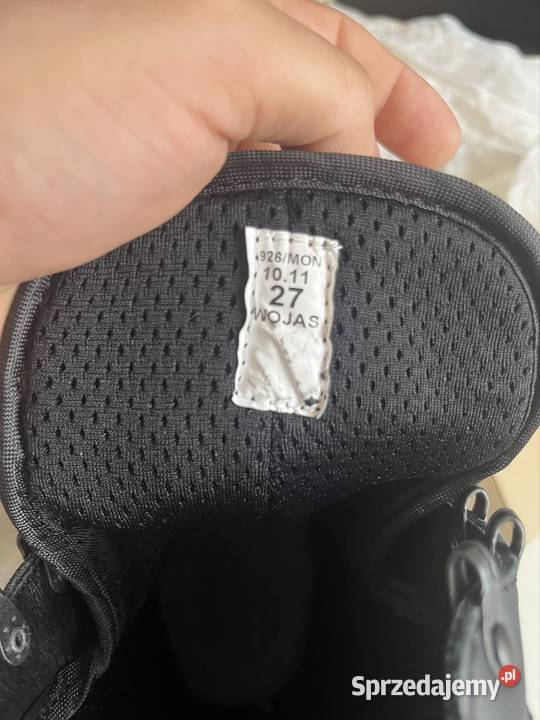 926/MON
10.11
27
WOJAS
Sprzedajemy.pl